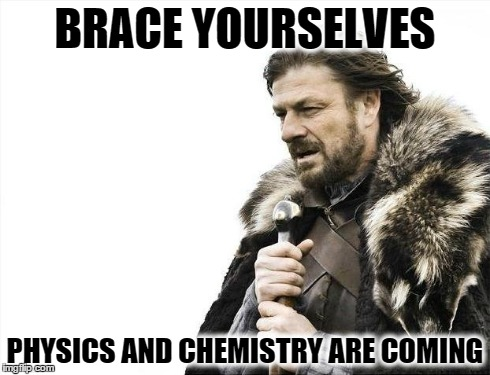 BRACE YOURSELVES
PHYSICS AND CHEMISTRY ARE COMING
imgflip.com